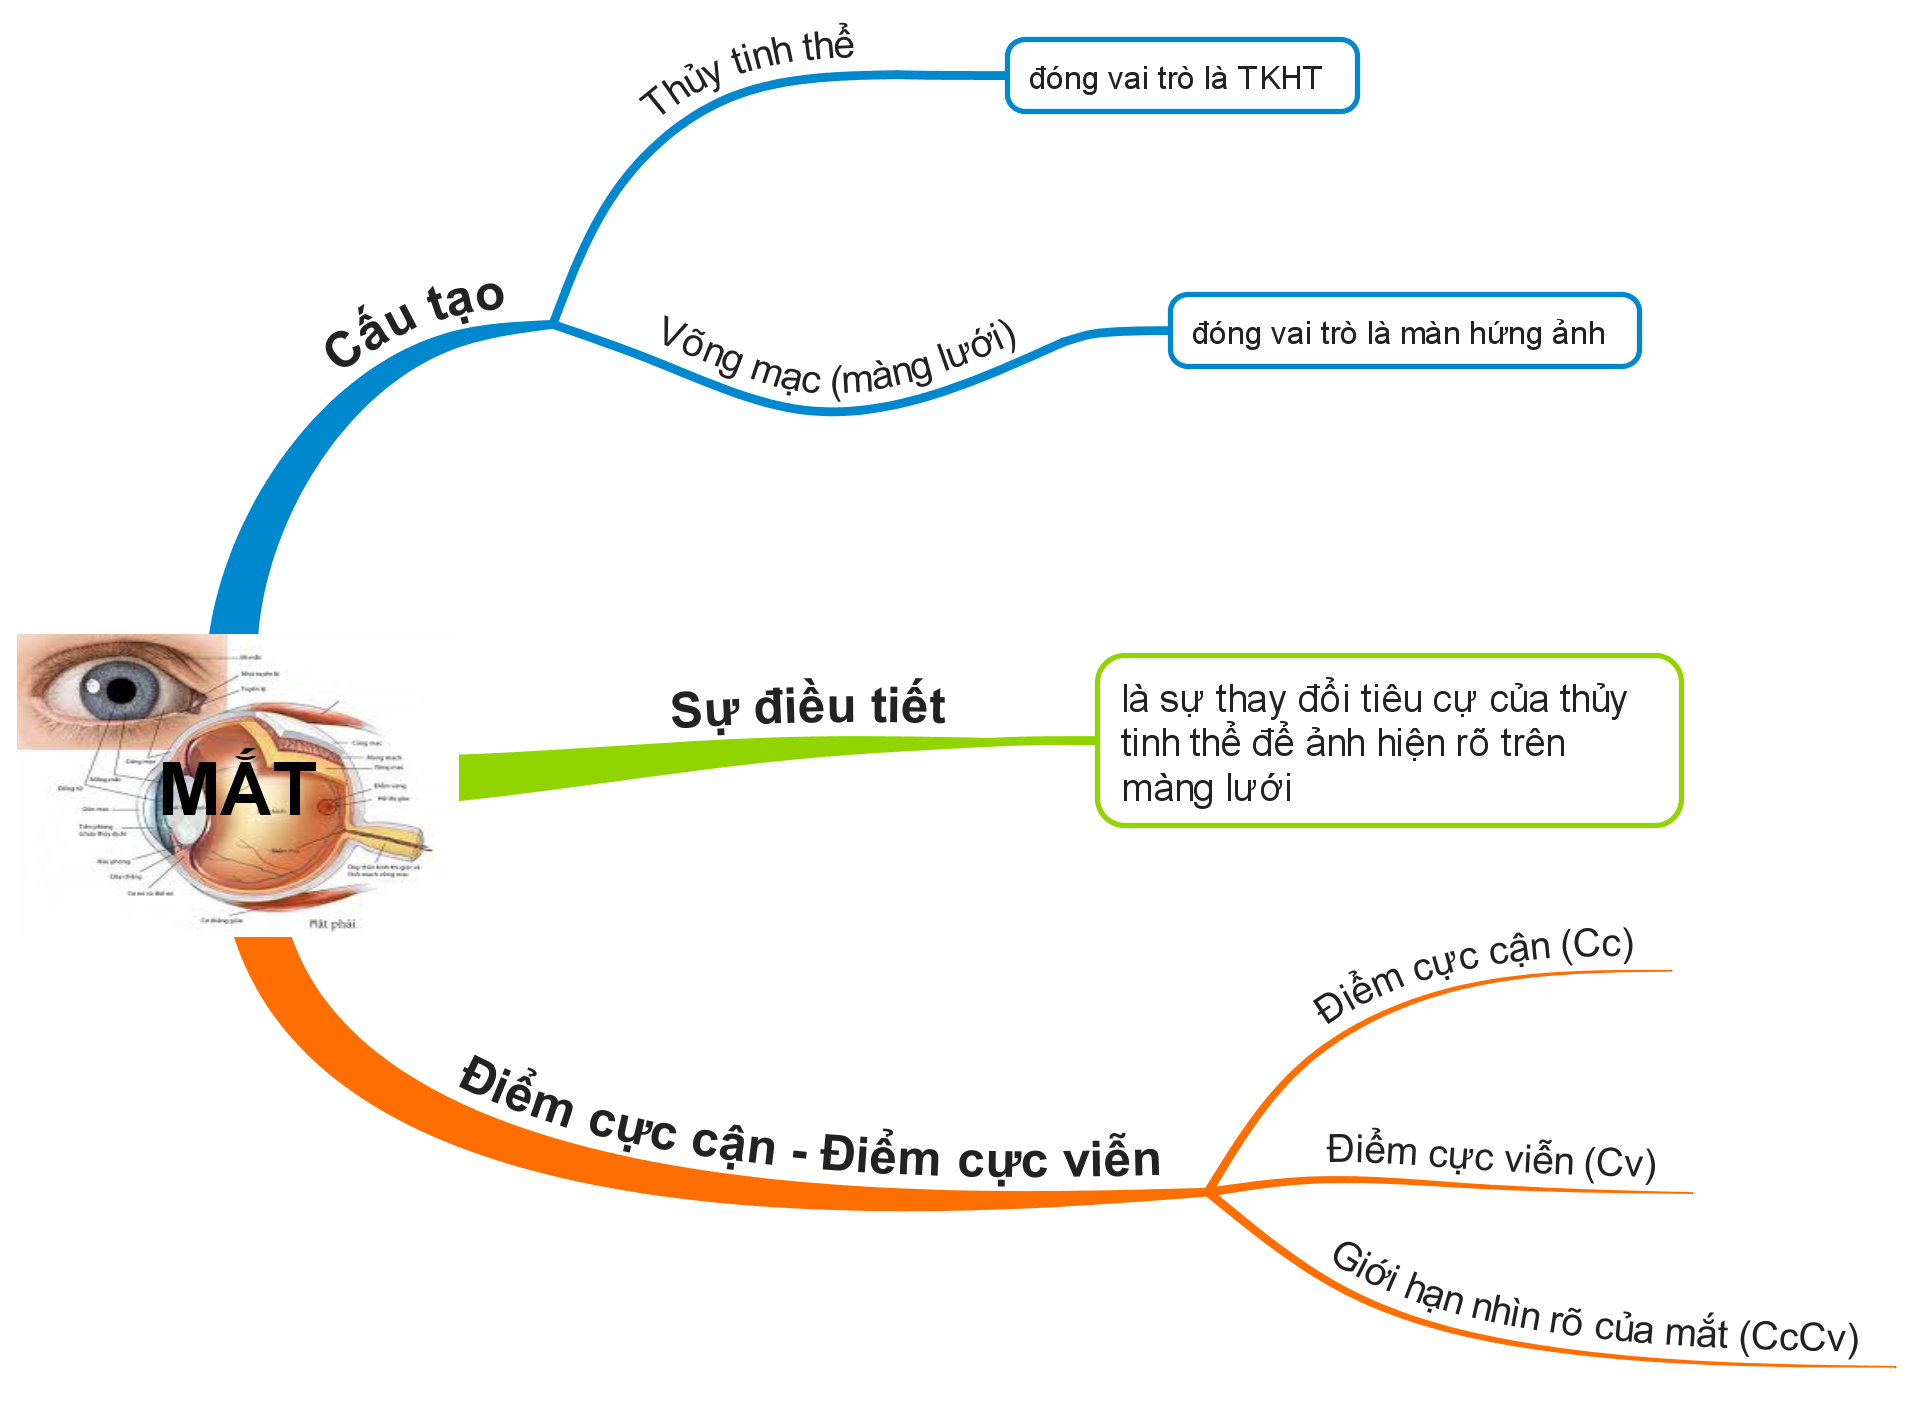 Thủy tinh thể
đóng vai trò là TKHT
Cấu tạo
Võng mạc (màng lưới)
đóng vai trò là màn hứng ảnh
MẮT
Mắt phải
Sự điều tiết
là sự thay đổi tiêu cự của thủy
tinh thể để ảnh hiện rõ trên
màng lưới
Điểm cực cận - Điểm cực viễn
Điểm cực cận (Cc)
Điểm cực viễn (Cv)
Giới hạn nhìn rõ của mắt (CcCv)